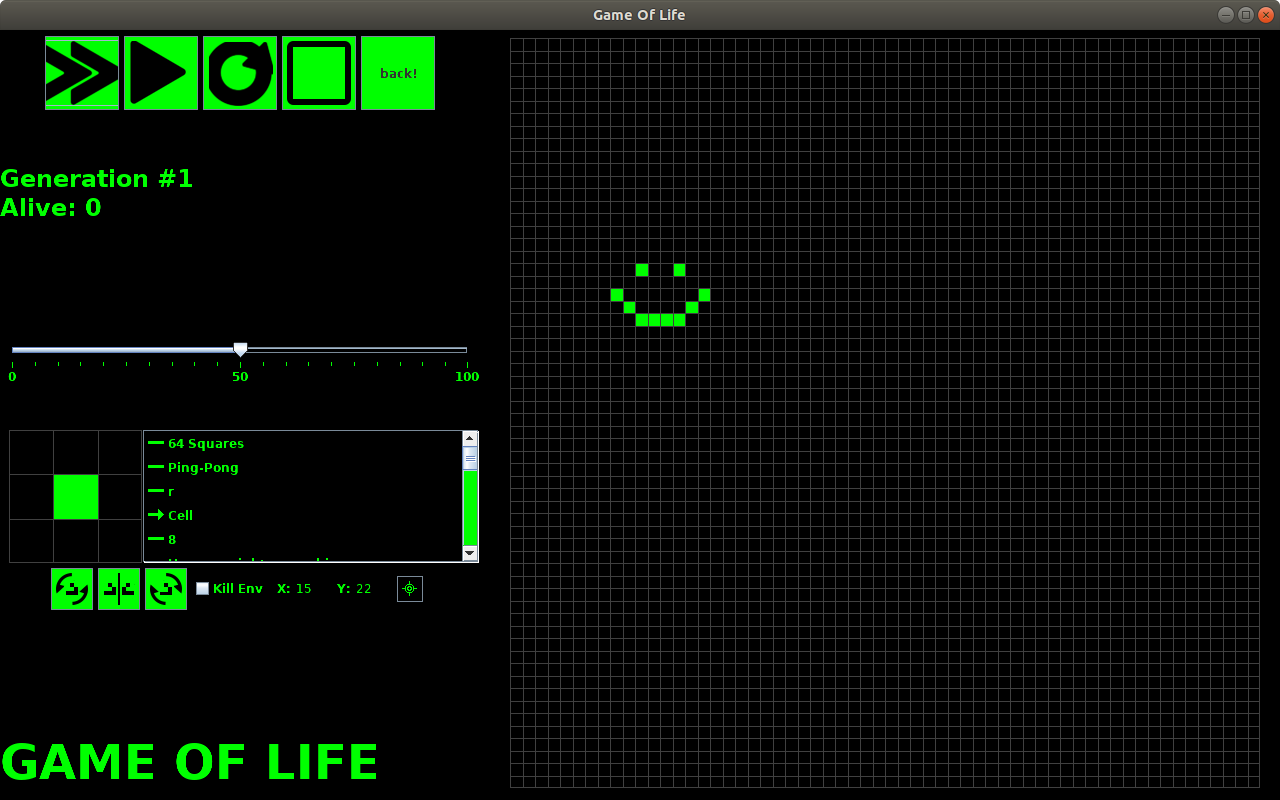 Game Of Life
back!
Generation #1
Alive: 0
0 50 100
64 Squares
Ping-Pong
r
Cell
8
Kill Env X: 15 Y: 22
GAME OF LIFE